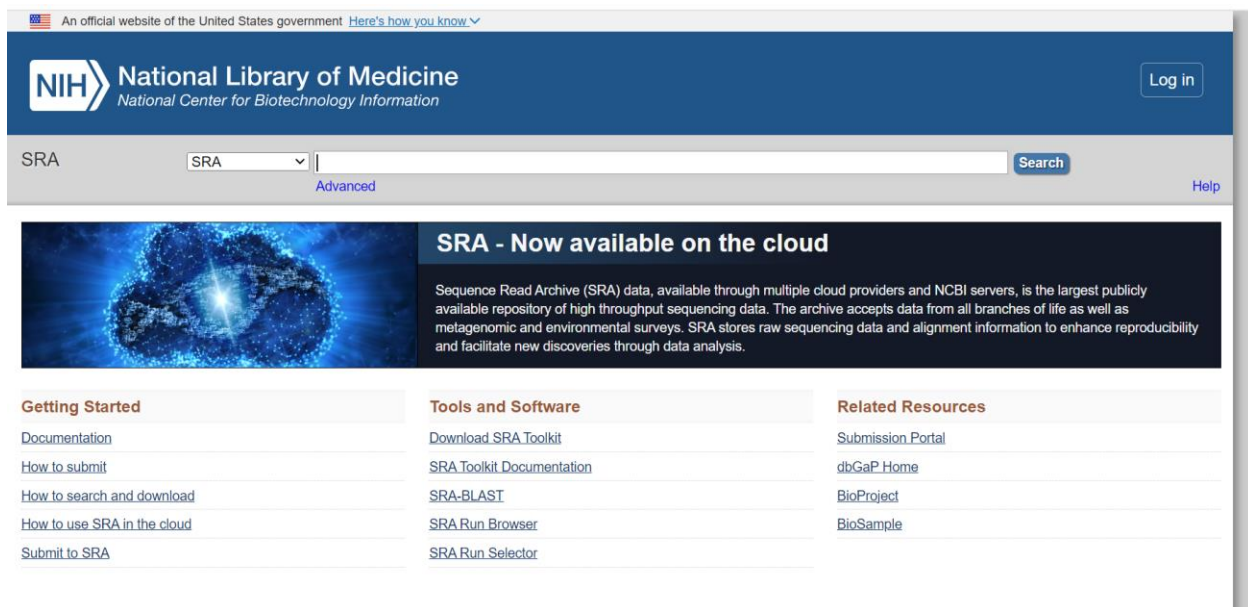 An official website of the United States government Here's how you know
NIH
National Library of Medicine
National Center for Biotechnology Information
Log in
SRA
SRA
Search
Advanced
Help
SRA - Now available on the cloud
Sequence Read Archive (SRA) data, available through multiple cloud providers and NCBI servers, is the largest publicly
available repository of high throughput sequencing data. The archive accepts data from all branches of life as well as
metagenomic and environmental surveys. SRA stores raw sequencing data and alignment information to enhance reproducibility
and facilitate new discoveries through data analysis.
Getting Started
Documentation
How to submit
How to search and download
How to use SRA in the cloud
Submit to SRA
Tools and Software
Download SRA Toolkit
SRA Toolkit Documentation
SRA-BLAST
SRA Run Browser
SRA Run Selector
Related Resources
Submission Portal
dbGaP Home
BioProject
BioSample